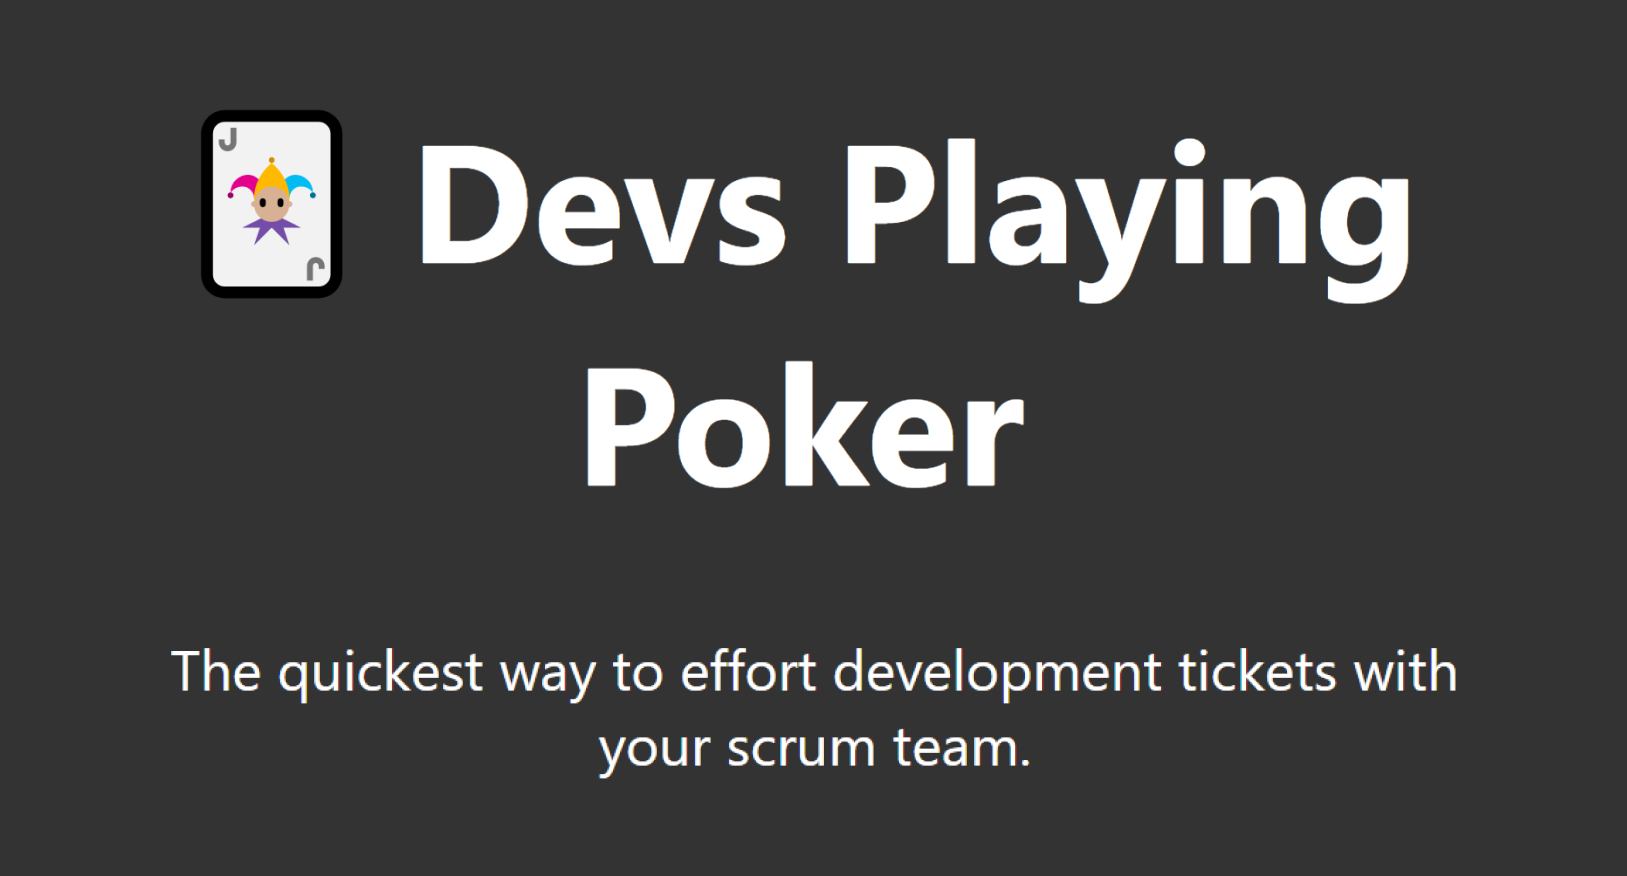 J
Devs Playing
Poker
J
The quickest way to effort development tickets with
your scrum team.